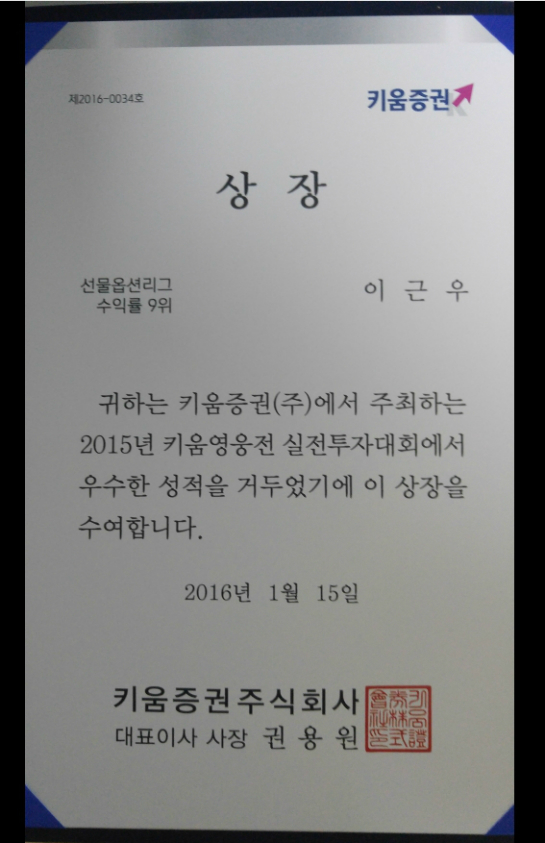 제2016-0034호
키움증권
상 장
선물옵션리그
수익률 9위
이 근 우
귀하는 키움증권(주)에서 주최하는
2015년 키움영웅전 실전투자대회에서
우수한 성적을 거두었기에 이 상장을
수여합니다.
2016년 1월 15일
키움증권주식회사
대표이사 사장 권 용 원